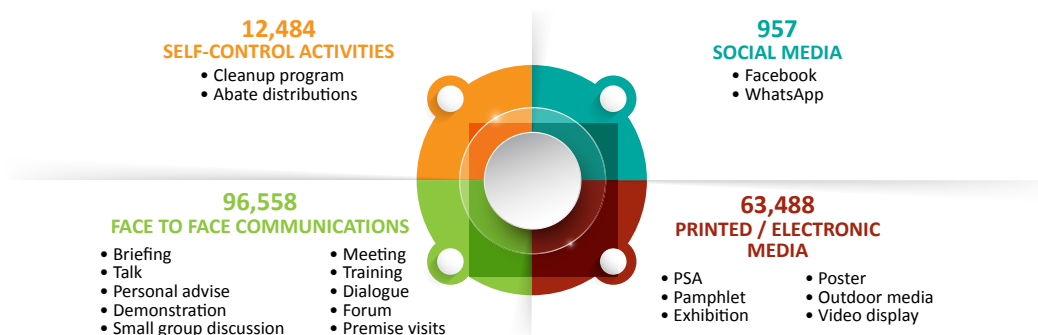 12,484
SELF-CONTROL ACTIVITIES
• Cleanup program
• Abate distributions
957
SOCIAL MEDIA
• Facebook
• WhatsApp
96,558
FACE TO FACE COMMUNICATIONS
• Briefing
• Talk
• Personal advise
• Demonstration
• Small group discussion
• Meeting
• Training
• Dialogue
• Forum
• Premise visits
63,488
PRINTED / ELECTRONIC
MEDIA
• PSA
• Pamphlet
• Exhibition
• Poster
• Outdoor media
• Video display